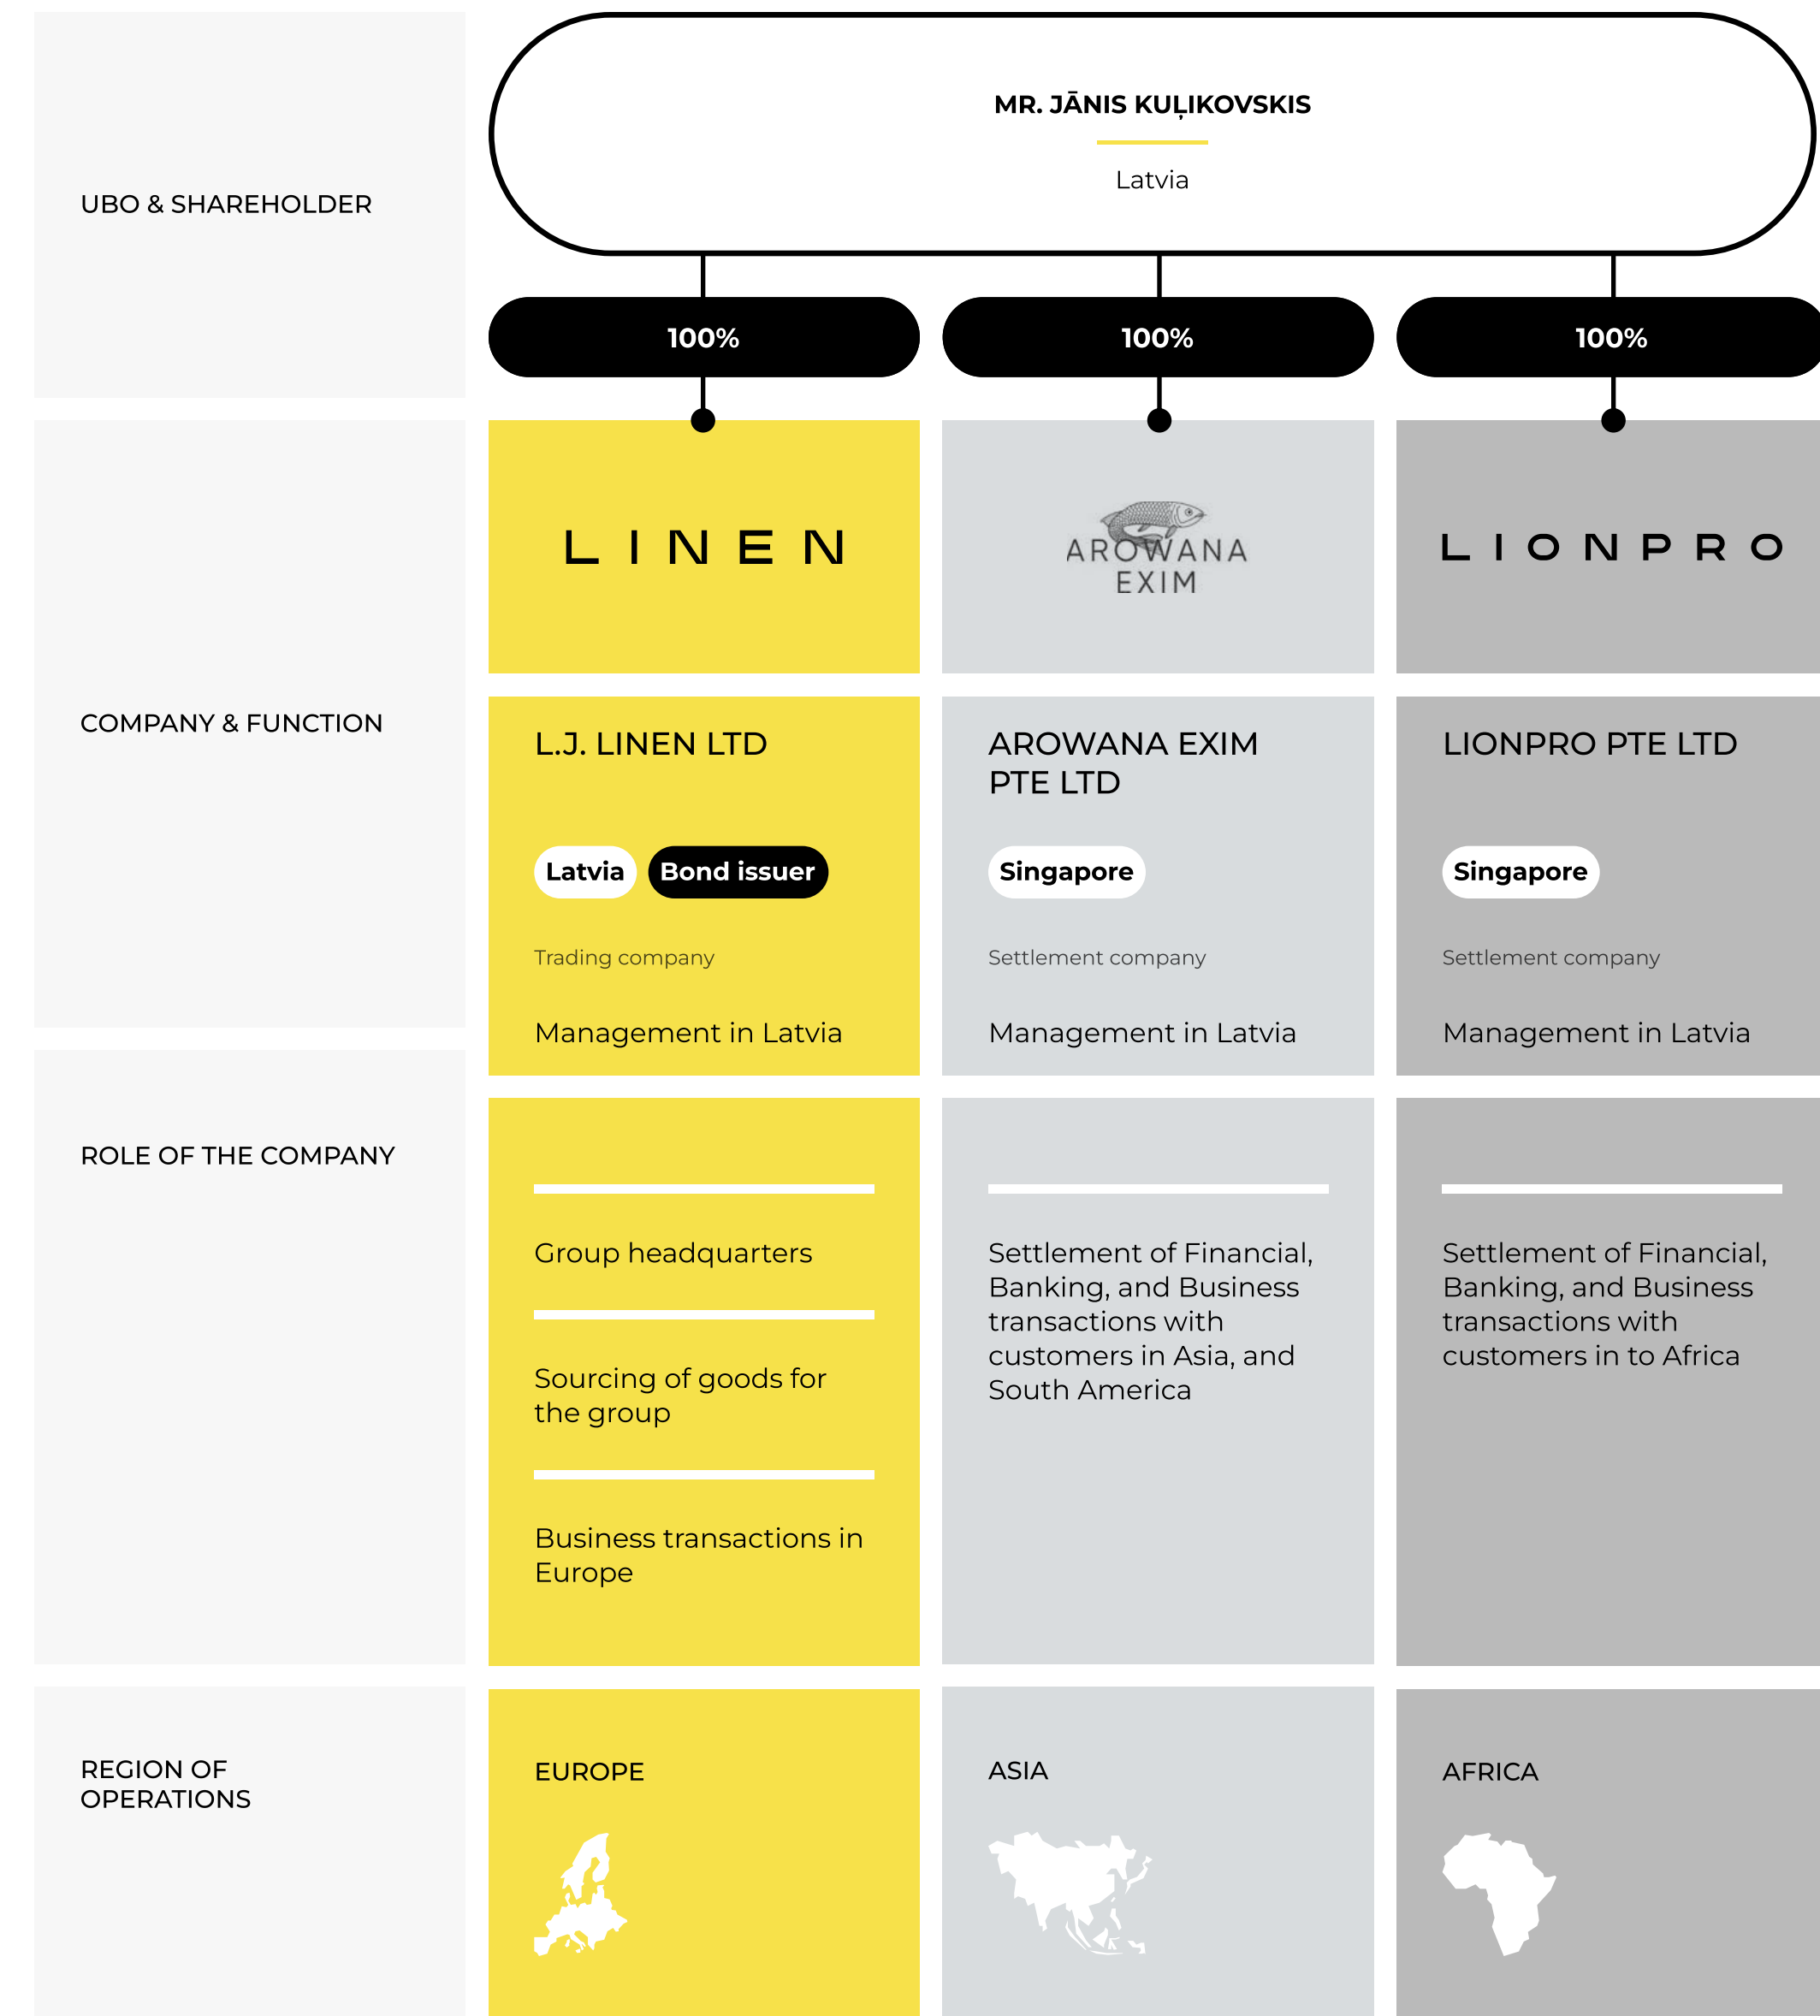 UBO & SHAREHOLDER
MR. JĀNIS KUĻIKOVSKIS
Latvia
100%
100%
100%
COMPANY & FUNCTION
LINEN
AROWANA
EXIM
LIONPRO
L.J. LINEN LTD
Latvia
Bond issuer
Trading company
Management in Latvia
AROWANA EXIM
PTE LTD
Singapore
Settlement company
Management in Latvia
LIONPRO PTE LTD
Singapore
Settlement company
Management in Latvia
ROLE OF THE COMPANY
Group headquarters
Sourcing of goods for
the group
Business transactions in
Europe
Settlement of Financial,
Banking, and Business
transactions with
customers in Asia, and
South America
Settlement of Financial,
Banking, and Business
transactions with
customers in to Africa
REGION OF
OPERATIONS
EUROPE
ASIA
AFRICA